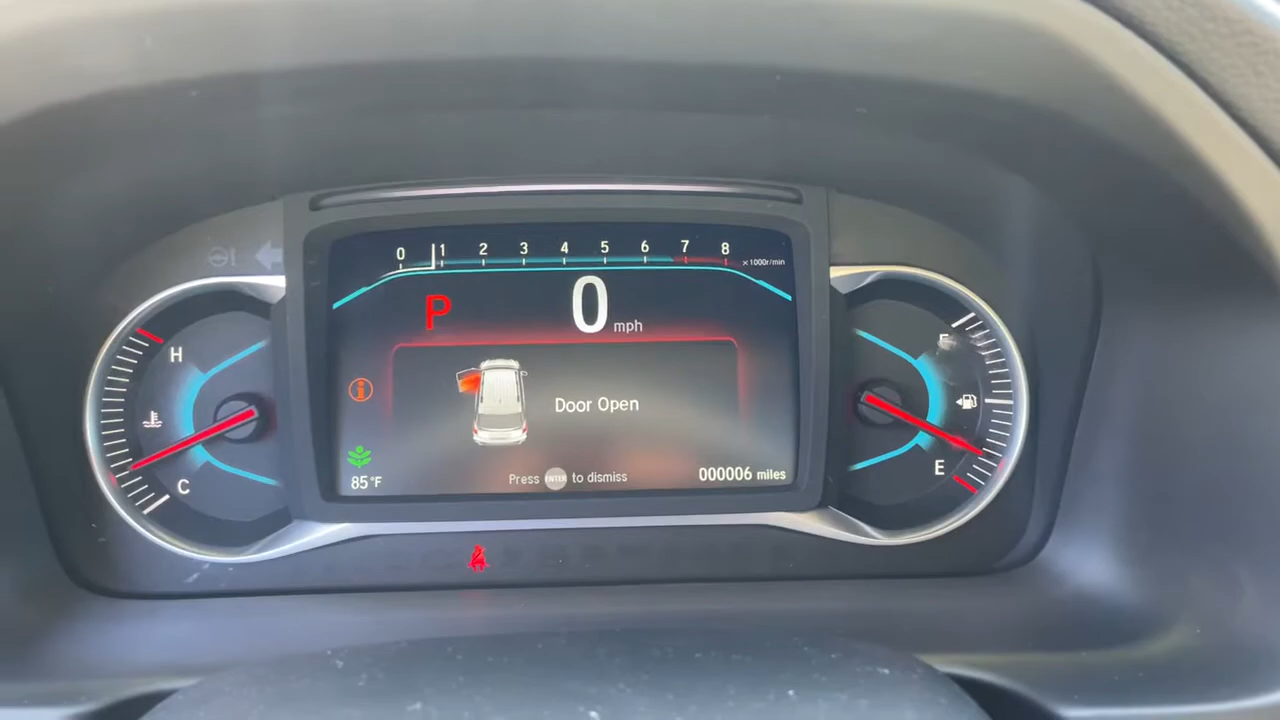 0 1 2 3 4 5 6 7 8 ×1000r/min
P 0 mph
H
F
Door Open
E
C
Press ENTER to dismiss
000006 miles
85°F